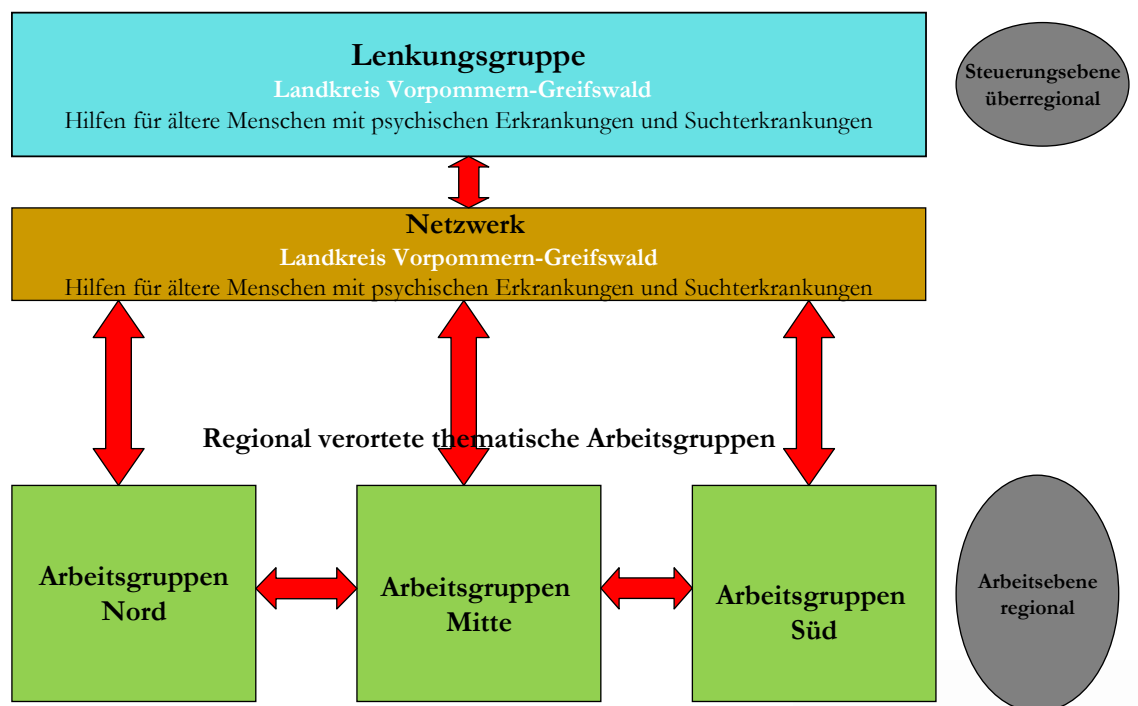 Lenkungsgruppe
Landkreis Vorpommern-Greifswald
Hilfen für ältere Menschen mit psychischen Erkrankungen und Suchterkrankungen
Steuerungsebene
überregional
Netzwerk
Landkreis Vorpommern-Greifswald
Hilfen für ältere Menschen mit psychischen Erkrankungen und Suchterkrankungen
Regional verortete thematische Arbeitsgruppen
Arbeitsgruppen
Nord
Arbeitsgruppen
Mitte
Arbeitsgruppen
Süd
Arbeitsebene
regional